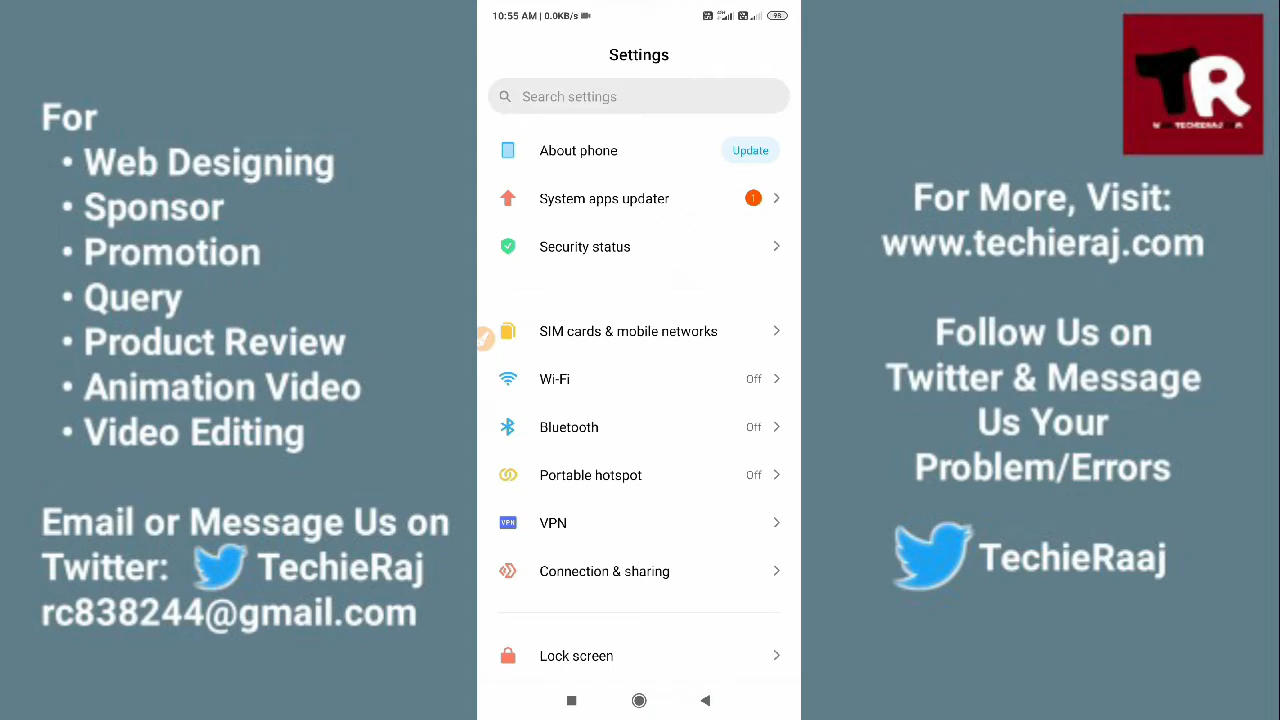 For
• Web Designing
• Sponsor
• Promotion
• Query
• Product Review
• Animation Video
• Video Editing
Email or Message Us on
Twitter: TechieRaj
rc838244@gmail.com
10:55 AM | 0.0KB/s
98
Settings
Search settings
About phone
Update
System apps updater
1
Security status
SIM cards & mobile networks
Wi-Fi
Off
Bluetooth
Off
Portable hotspot
Off
VPN
VPN
Connection & sharing
Lock screen
TR
For More, Visit:
www.techieraj.com
Follow Us on
Twitter & Message
Us Your
Problem/Errors
TechieRaaj